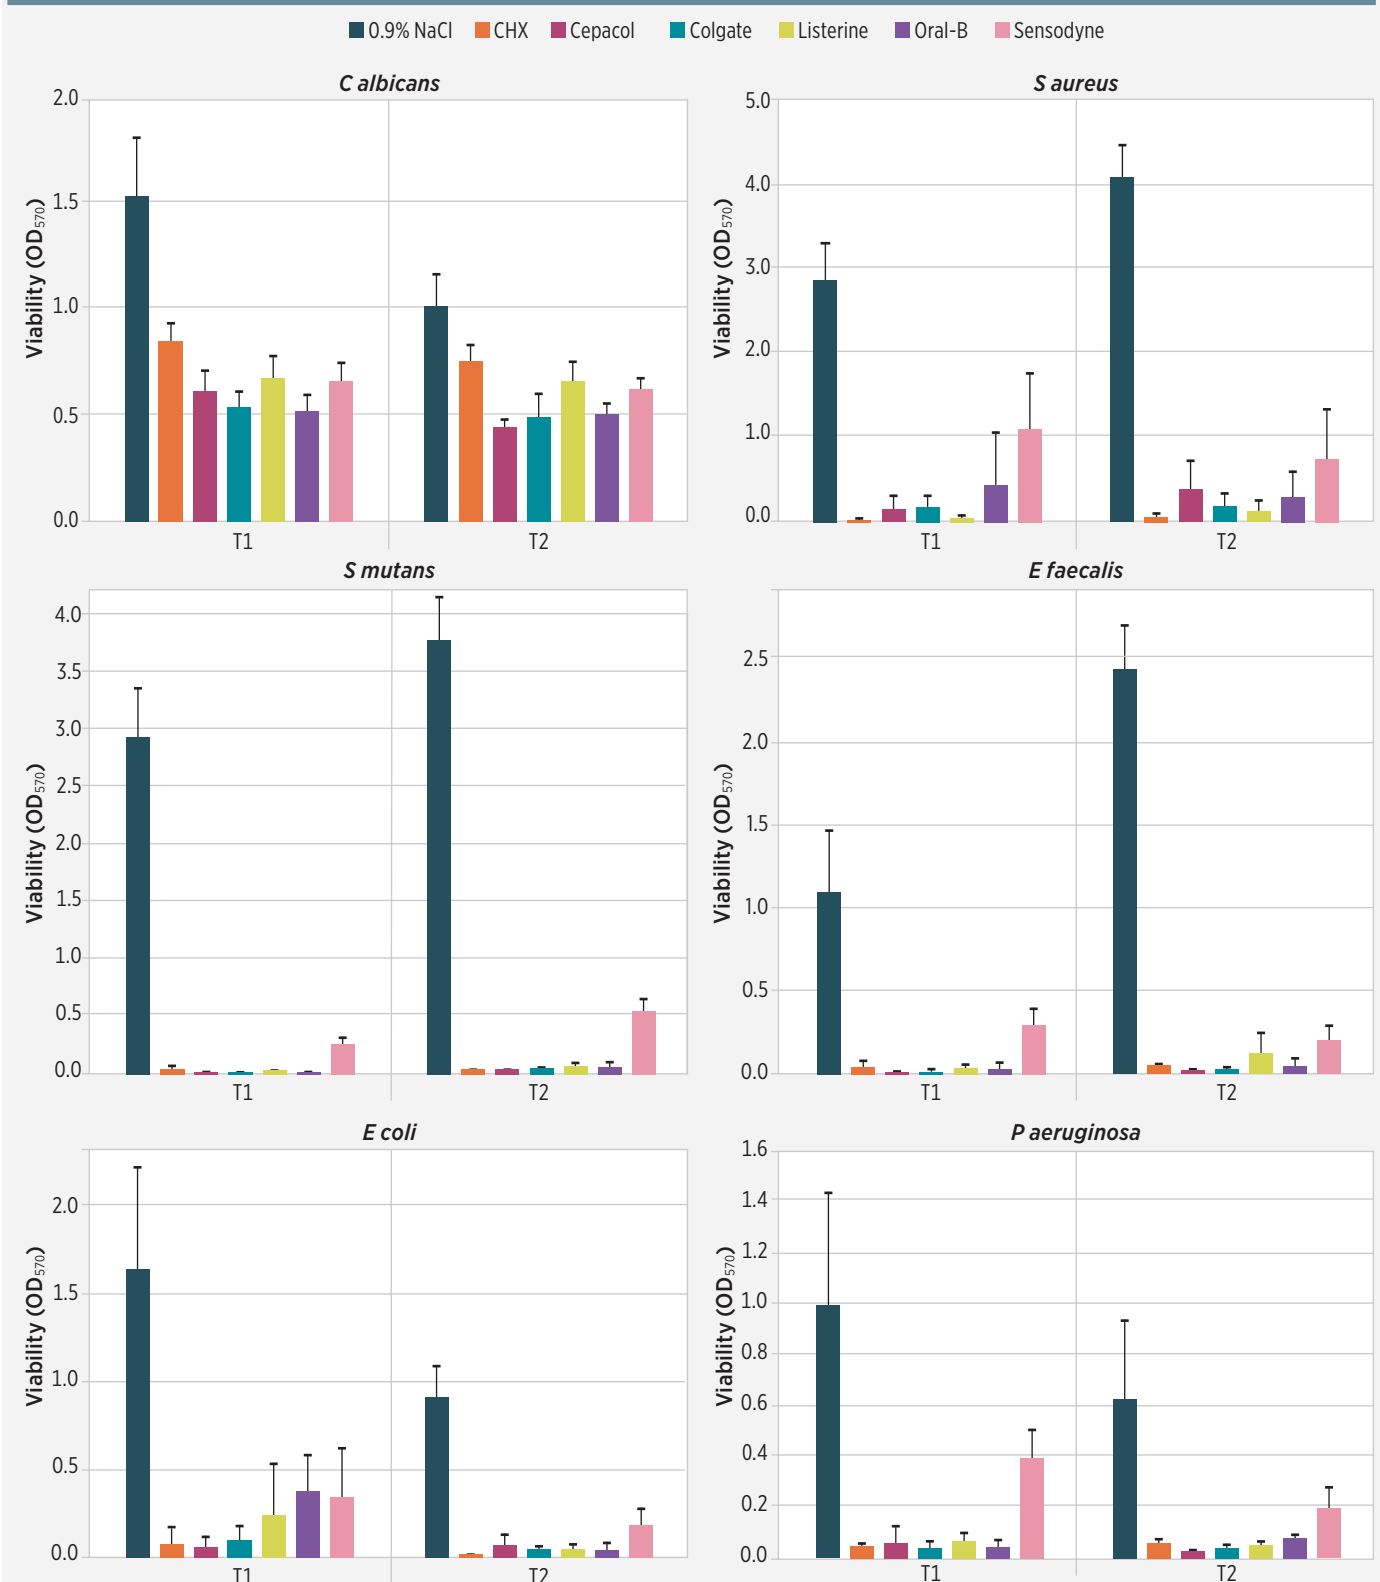 0.9% NaCl CHX Cepacol Colgate Listerine Oral-B Sensodyne
C albicans
Viability (OD570)
2.0
1.5
1.0
0.5
0.0
T1 T2
S aureus
Viability (OD570)
5.0
4.0
3.0
2.0
1.0
0.0
T1 T2
S mutans
Viability (OD570)
4.0
3.5
3.0
2.5
2.0
1.5
1.0
0.5
0.0
T1 T2
E faecalis
Viability (OD570)
2.5
2.0
1.5
1.0
0.5
0.0
T1 T2
E coli
Viability (OD570)
2.0
1.5
1.0
0.5
0.0
T1 T2
P aeruginosa
Viability (OD570)
1.6
1.4
1.2
1.0
0.8
0.6
0.4
0.2
0.0
T1 T2